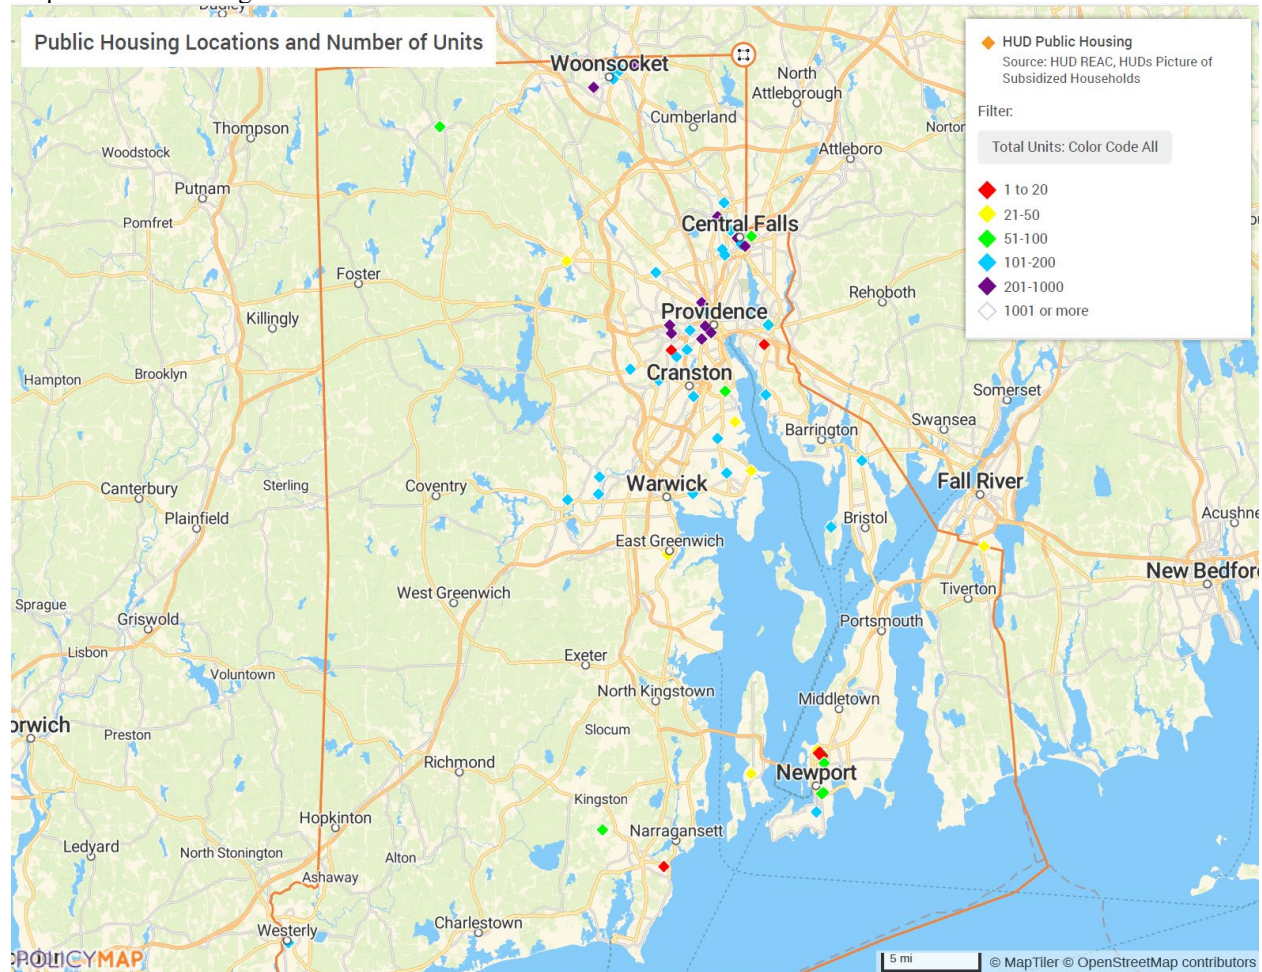 Dudley
Public Housing Locations and Number of Units
HUD Public Housing
Source: HUD REAC, HUDs Picture of
Subsidized Households
Filter:
Total Units: Color Code All
1 to 20
21-50
51-100
101-200
201-1000
1001 or more
Woonsocket
North
Attleborough
Cumberland
Norton
Thompson
Woodstock
Attleboro
Putnam
Pomfret
Central Falls
Foster
Rehoboth
Killingly
Providence
Hampton
Brooklyn
Cranston
Somerset
Swansea
Barrington
Canterbury
Sterling
Coventry
Warwick
Fall River
Plainfield
Bristol
Acushne
East Greenwich
New Bedfor
Tiverton
West Greenwich
Sprague
Griswold
Portsmouth
Lisbon
Exeter
Voluntown
North Kingstown
Middletown
orwich
Preston
Slocum
Richmond
Newport
Kingston
Hopkinton
Narragansett
Ledyard
North Stonington
Alton
Ashaway
Charlestown
Westerly
POLICYMAP
5 mi
© MapTiler © OpenStreetMap contributors